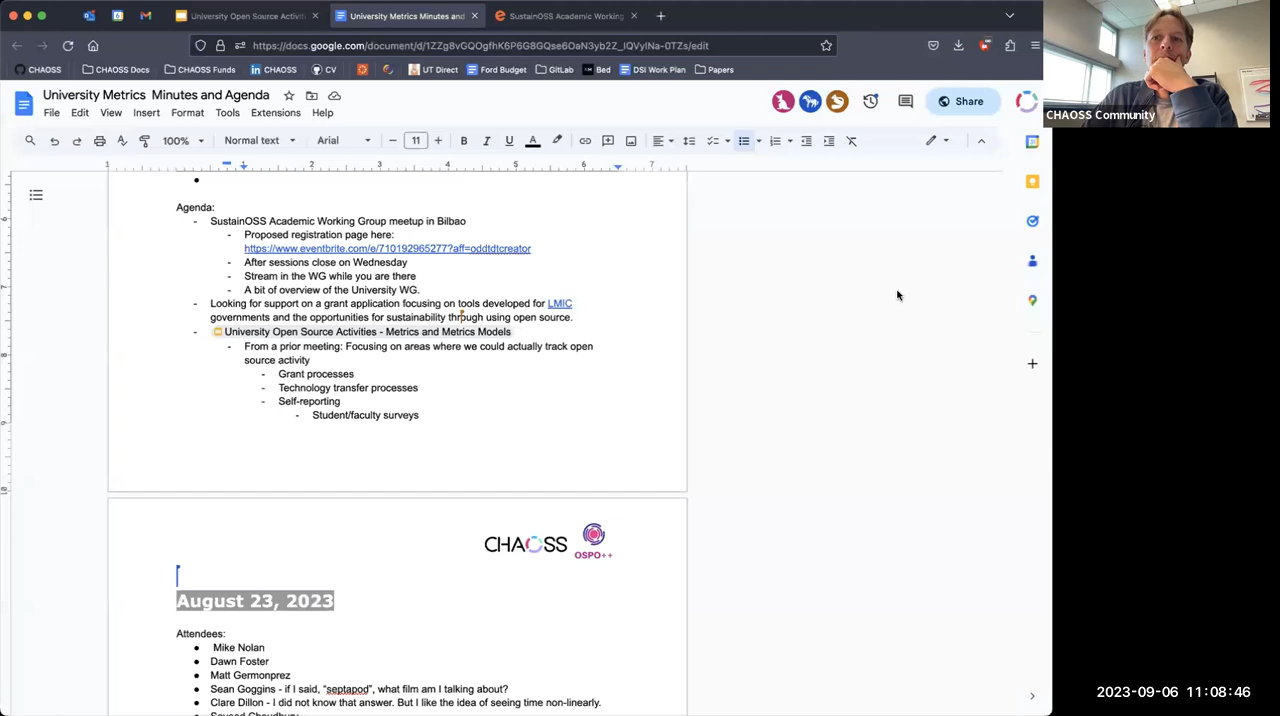 University Open Source Activiti
University Metrics Minutes and
SustainOSS Academic Working
https://docs.google.com/document/d/1ZZg8vGQOgfhK6P6G8GQse6OaN3yb2Z_IQVyINa-0TZs/edit
CHAOSS
CHAOSS Docs
CHAOSS Funds
CHAOSS
CV
UT Direct
Ford Budget
GitLab
Bed
DSI Work Plan
Papers
University Metrics Minutes and Agenda
File Edit View Insert Format Tools Extensions Help
Share
CHAOSS Community
100%
Normal text
Arial
11
1 1 2 3 4 5 6 7
Agenda:
- SustainOSS Academic Working Group meetup in Bilbao
- Proposed registration page here:
https://www.eventbrite.com/e/710192965277?aff=oddtdtcreator
- After sessions close on Wednesday
- Stream in the WG while you are there
- A bit of overview of the University WG.
- Looking for support on a grant application focusing on tools developed for LMIC
governments and the opportunities for sustainability through using open source.
- University Open Source Activities - Metrics and Metrics Models
- From a prior meeting: Focusing on areas where we could actually track open
source activity
- Grant processes
- Technology transfer processes
- Self-reporting
- Student/faculty surveys
CHAOSS
OSPO++
August 23, 2023
Attendees:
● Mike Nolan
● Dawn Foster
● Matt Germonprez
● Sean Goggins - if I said, "septapod", what film am I talking about?
● Clare Dillon - I did not know that answer. But I like the idea of seeing time non-linearly.
2023-09-06 11:08:46